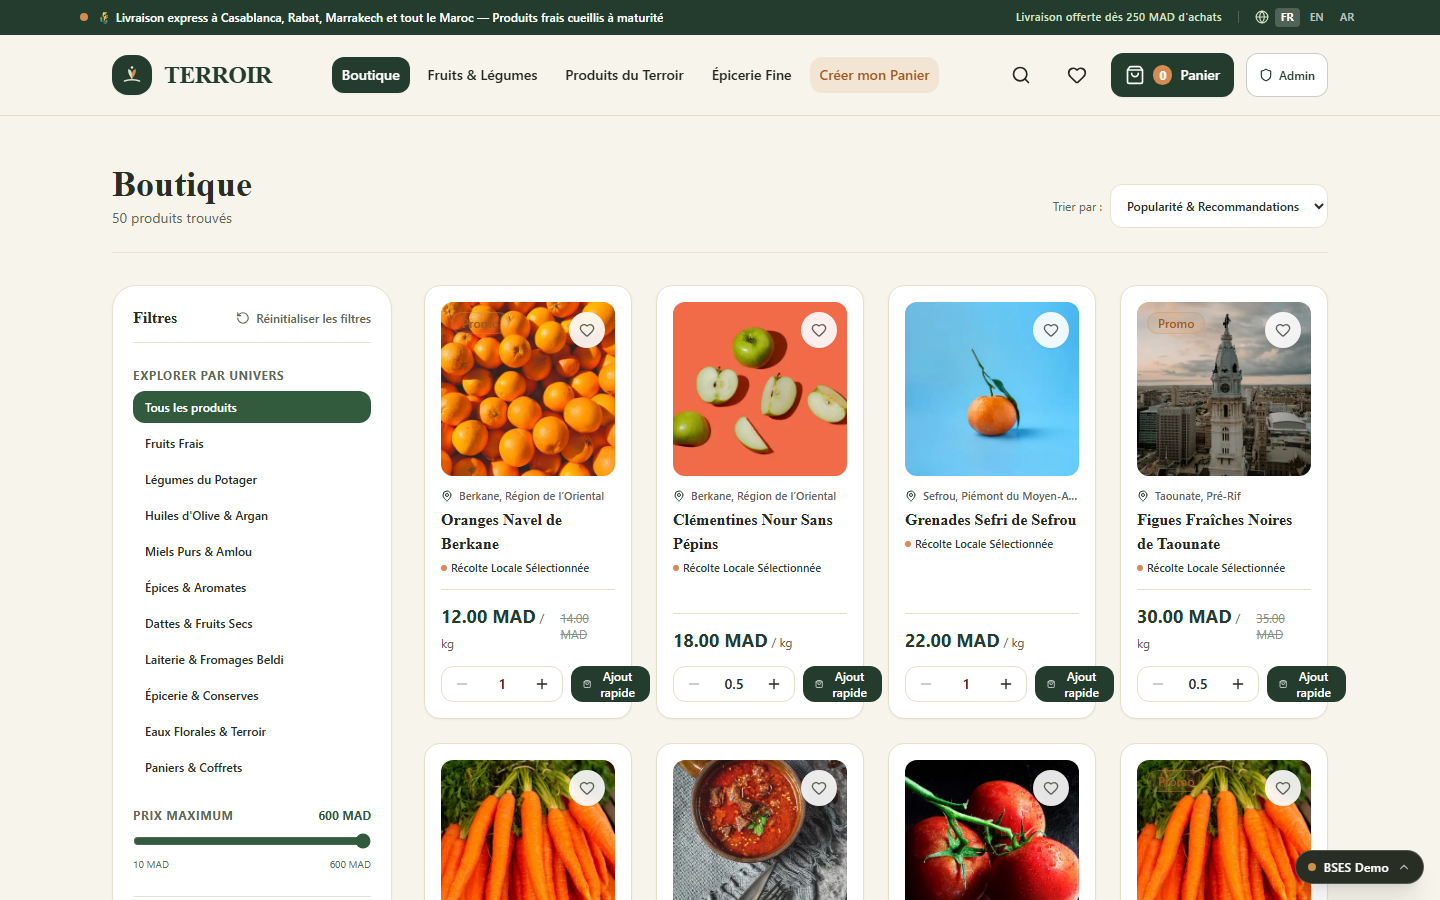 Livraison express à Casablanca, Rabat, Marrakech et tout le Maroc — Produits frais cueillis à maturité
Livraison offerte dès 250 MAD d'achats
FR EN AR
TERROIR
Boutique
Fruits & Légumes
Produits du Terroir
Épicerie Fine
Créer mon Panier
0 Panier
Admin
Boutique
50 produits trouvés
Trier par :
Popularité & Recommandations
Filtres
Réinitialiser les filtres
EXPLORER PAR UNIVERS
Tous les produits
Fruits Frais
Légumes du Potager
Huiles d'Olive & Argan
Miels Purs & Amlou
Épices & Aromates
Dattes & Fruits Secs
Laiterie & Fromages Beldi
Épicerie & Conserves
Eaux Florales & Terroir
Paniers & Coffrets
PRIX MAXIMUM
600 MAD
10 MAD
600 MAD
Promo
Berkane, Région de l'Oriental
Oranges Navel de
Berkane
Récolte Locale Sélectionnée
12.00 MAD /
kg
14.00
MAD
1
Ajout
rapide
Berkane, Région de l'Oriental
Clémentines Nour Sans
Pépins
Récolte Locale Sélectionnée
18.00 MAD / kg
0.5
Ajout
rapide
Sefrou, Piémont du Moyen-A...
Grenades Sefri de Sefrou
Récolte Locale Sélectionnée
22.00 MAD / kg
1
Ajout
rapide
Promo
Taounate, Pré-Rif
Figues Fraîches Noires
de Taounate
Récolte Locale Sélectionnée
30.00 MAD /
kg
35.00
MAD
0.5
Ajout
rapide
Promo
BSES Demo